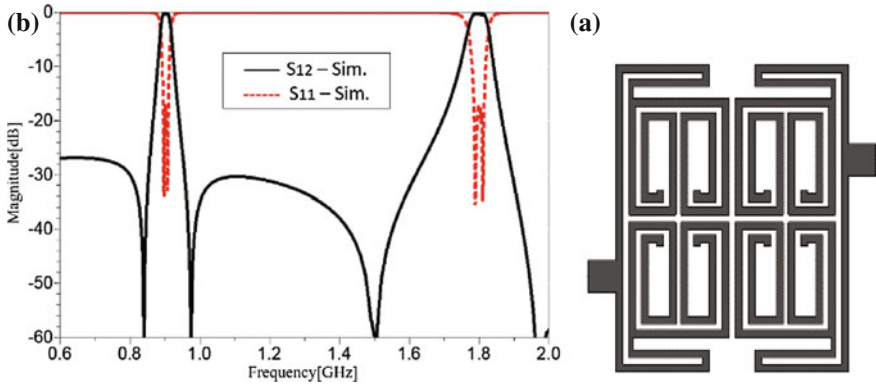 (b)
(a)
0
-10
-20
-30
-40
-50
-60
Magnitude[dB]
S12 – Sim.
S11 – Sim.
0.6
0.8
1.0
1.2
1.4
1.6
1.8
2.0
Frequency[GHz]